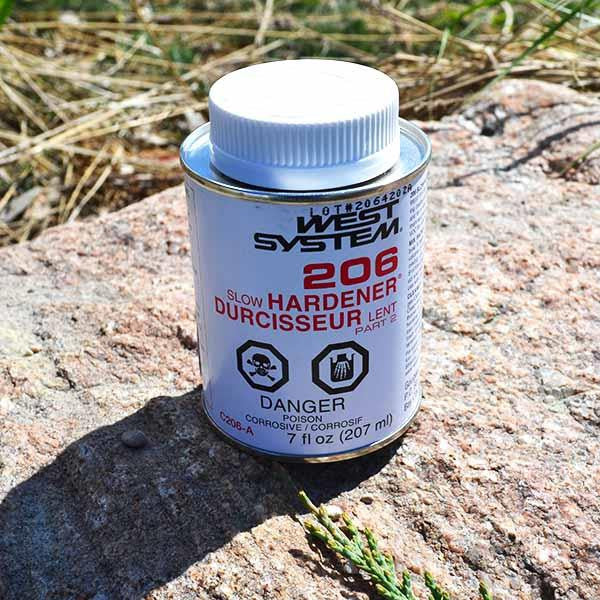 LOT#2064202A
WEST
SYSTEM®
206
SLOW HARDENER®
DURCISSEUR LENT
PART 2
DANGER
POISON
CORROSIVE / CORROSIF
C206-A
7 fl oz (207 ml)